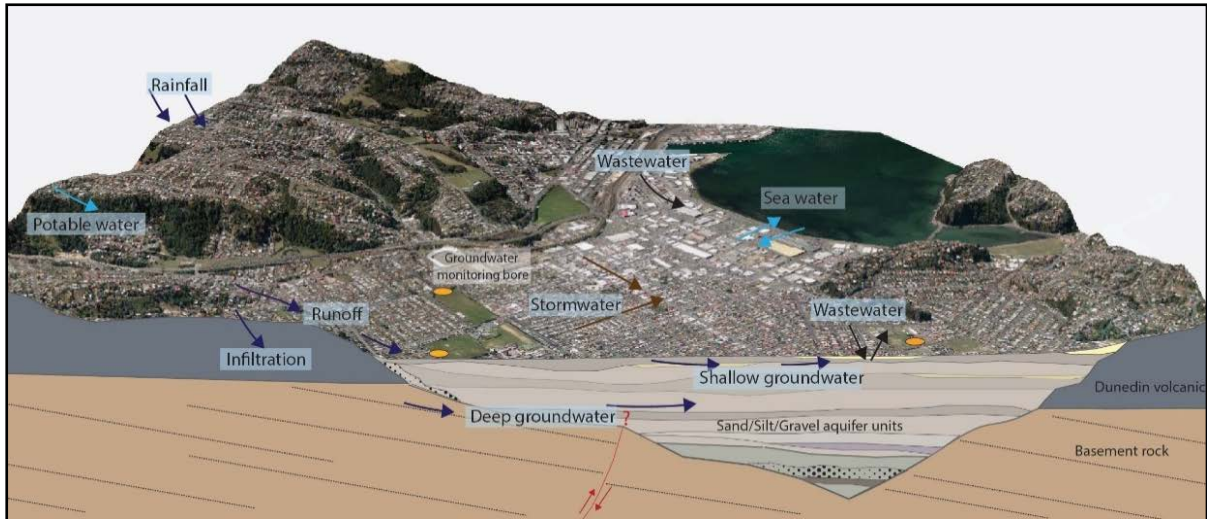 Rainfall
Wastewater
Sea water
Potable water
Groundwater
monitoring bore
Stormwater
Runoff
Wastewater
Infiltration
Shallow groundwater
Dunedin volcanic
Deep groundwater
?
Sand/Silt/Gravel aquifer units
Basement rock